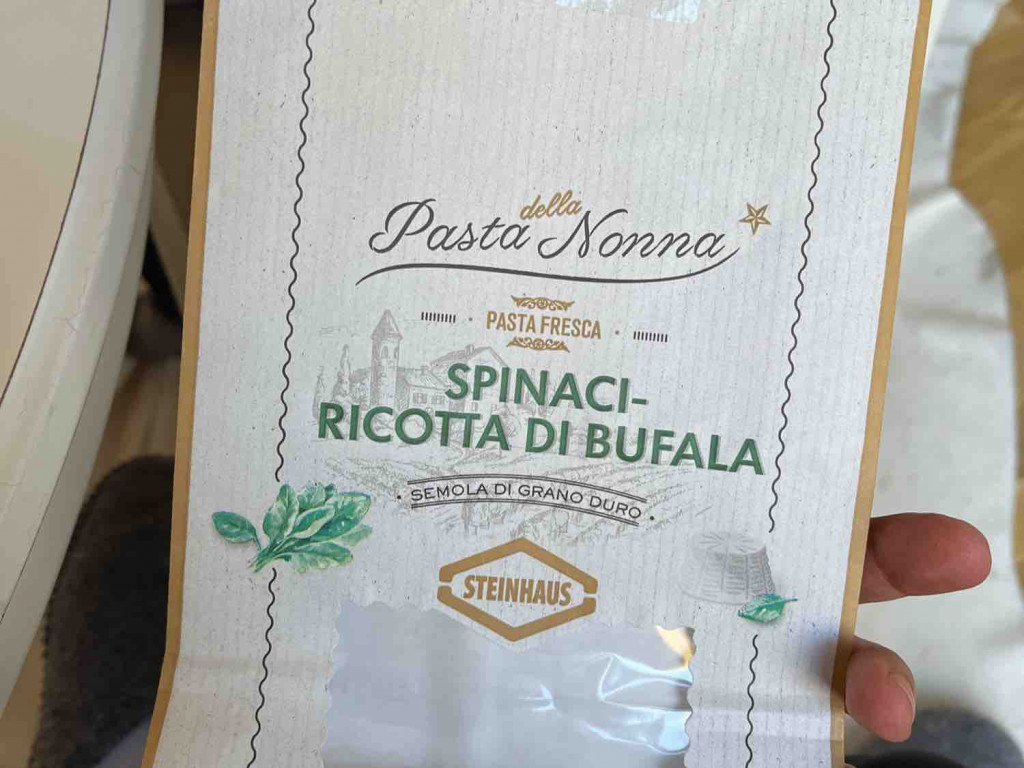 della
Pasta Nonna
PASTA FRESCA
SPINACI-
RICOTTA DI BUFALA
SEMOLA DI GRANO DURO
STEINHAUS